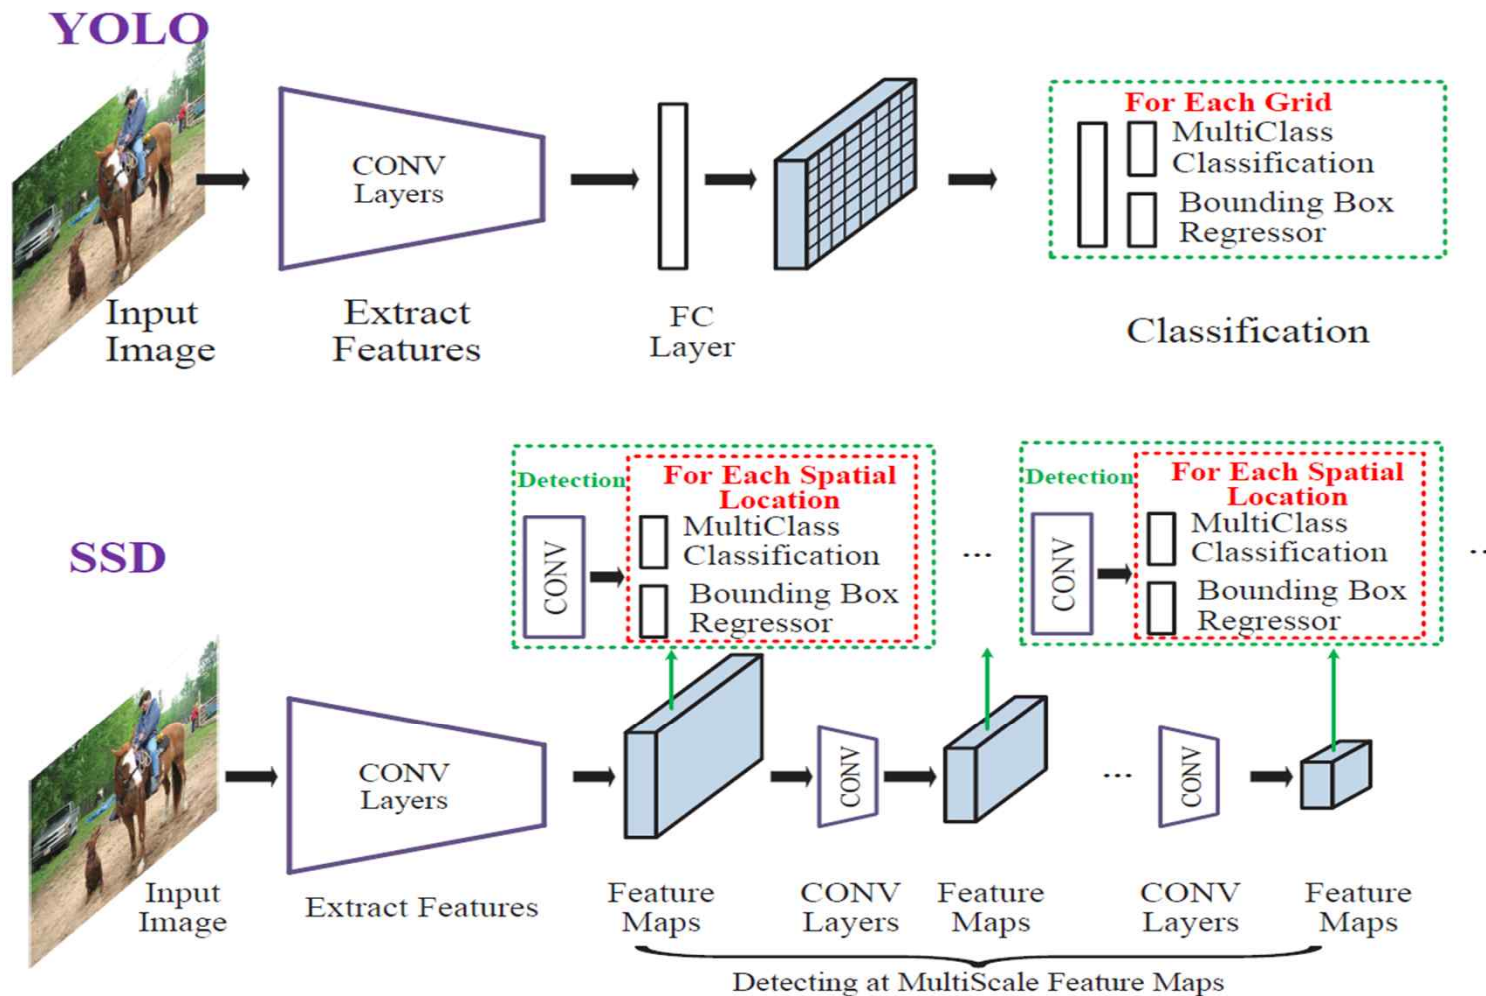 YOLO
CONV
Layers
For Each Grid
MultiClass
Classification
Bounding Box
Regressor
Input
Image
Extract
Features
FC
Layer
Classification
SSD
Detection
For Each Spatial
Location
CONV
MultiClass
Classification
Bounding Box
Regressor
...
Detection
For Each Spatial
Location
CONV
MultiClass
Classification
Bounding Box
Regressor
..
CONV
Layers
CONV
...
CONV
Input
Image
Extract Features
Feature
Maps
CONV
Layers
Feature
Maps
CONV
Layers
Feature
Maps
Detecting at MultiScale Feature Maps